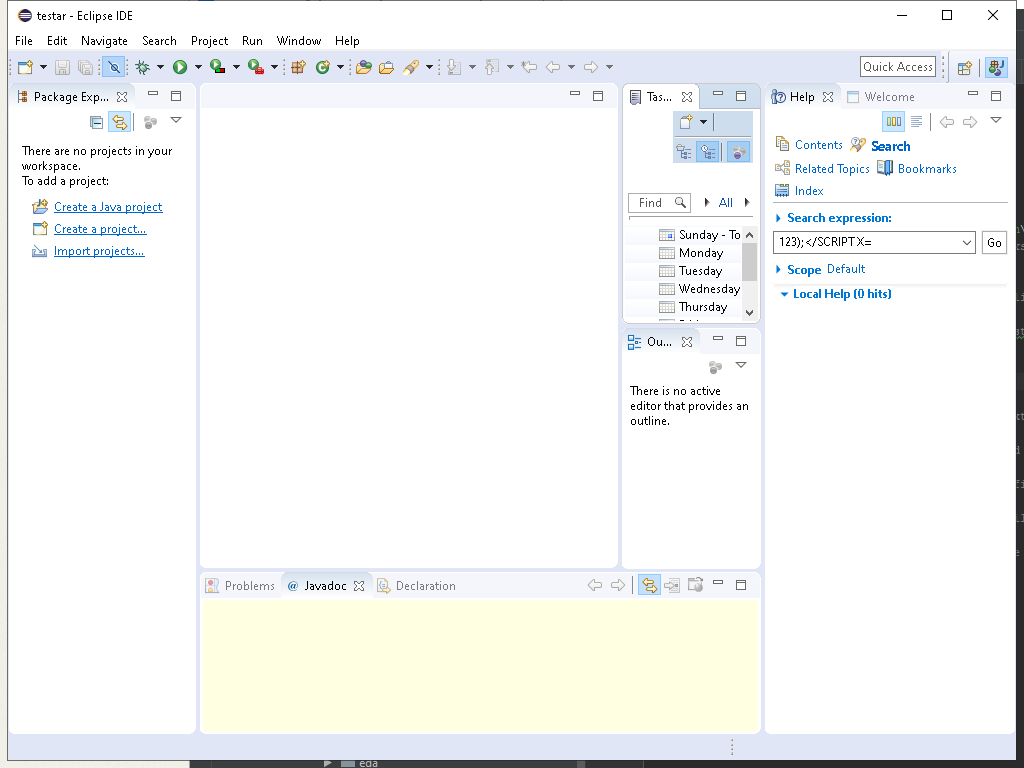 testar - Eclipse IDE
File Edit Navigate Search Project Run Window Help
Quick Access
Package Exp...
There are no projects in your
workspace.
To add a project:
Create a Java project
Create a project...
Import projects...
Tas...
Find
All
Sunday - To
Monday
Tuesday
Wednesday
Thursday
Ou...
There is no active
editor that provides an
outline.
Help Welcome
Contents Search
Related Topics Bookmarks
Index
Search expression:
123);</SCRIPTX=
Go
Scope Default
Local Help (0 hits)
Problems @ Javadoc Declaration
eda